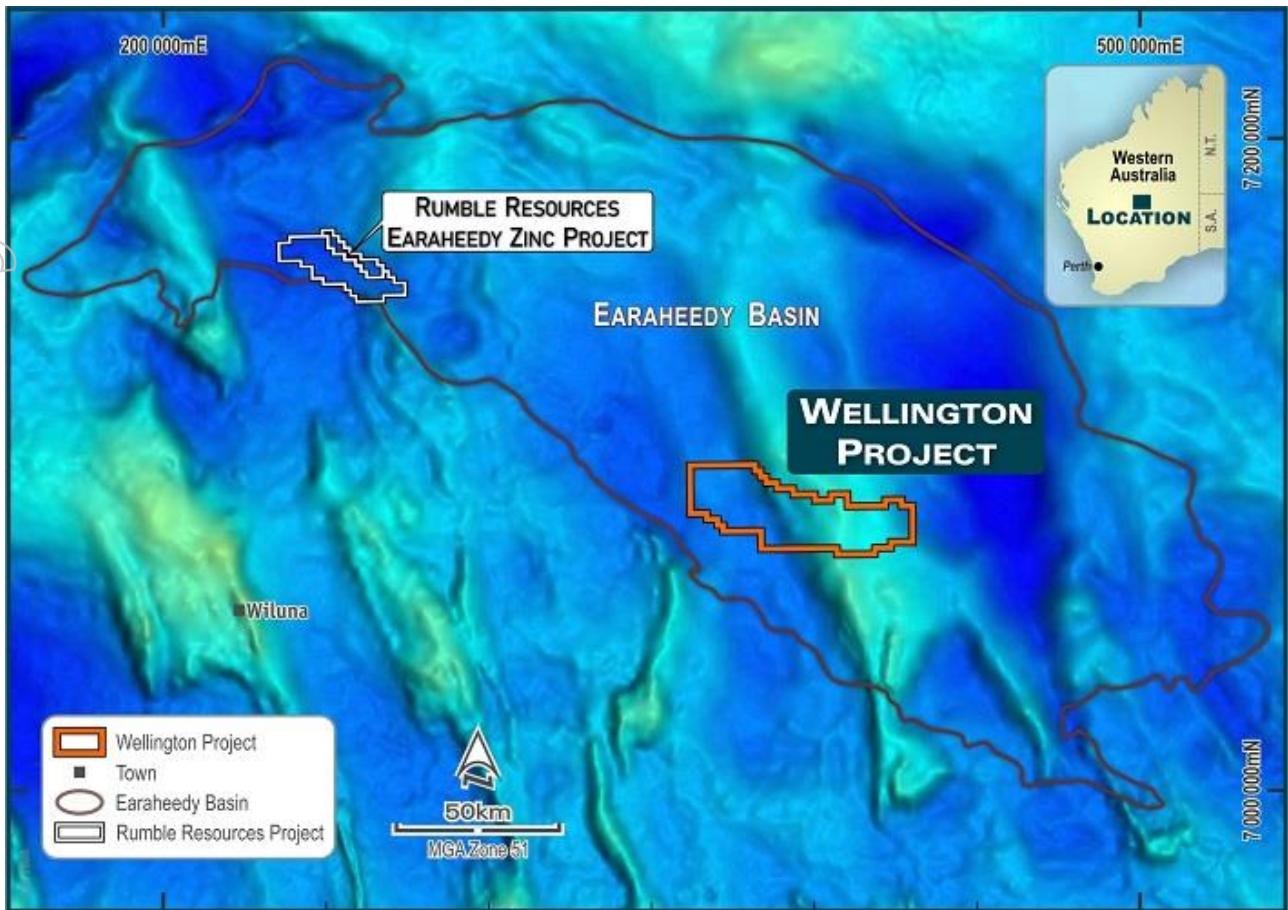 200 000mE
500 000mE
7 200 000mN
Western
Australia
LOCATION
N.T.
S.A.
Perth
RUMBLE RESOURCES
EARAHEEDY ZINC PROJECT
EARAHEEDY BASIN
WELLINGTON
PROJECT
Wiluna
Wellington Project
Town
Earaheedy Basin
Rumble Resources Project
50km
MGA Zone 51
7 000 000mN